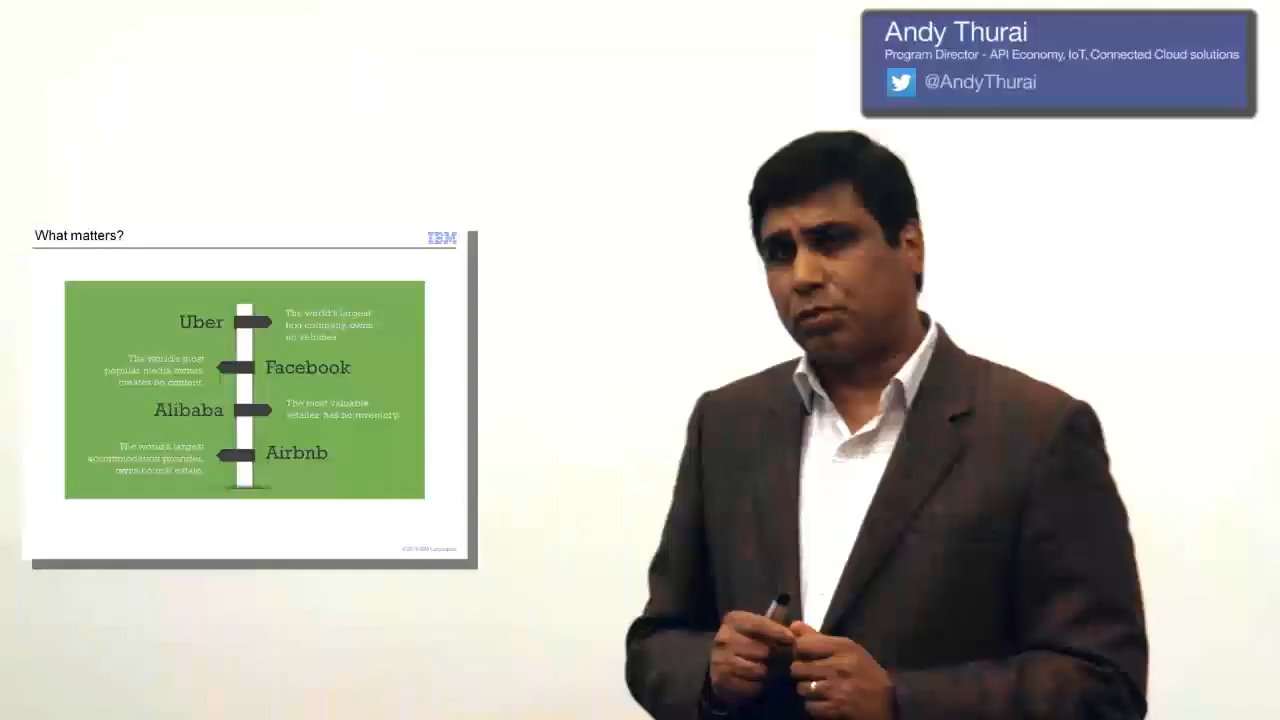 Andy Thurai
Program Director - API Economy, IoT, Connected Cloud solutions
@AndyThurai
What matters?
IBM
Uber
The world's largest
taxi company, owns
no vehicles
The world's most
popular media owner,
creates no content.
Facebook
Alibaba
The most valuable
retailer, has no inventory.
The world's largest
accommodation provider,
owns no real estate.
Airbnb